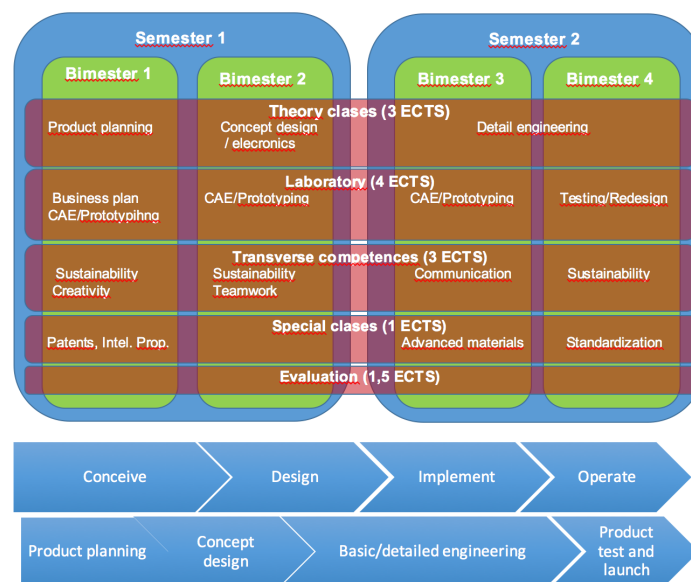 Semester 1
Semester 2
Bimester 1
Bimester 2
Bimester 3
Bimester 4
Theory clases (3 ECTS)
Product planning
Concept design
/ elecronics
Detail engineering
Laboratory (4 ECTS)
Business plan
CAE/Prototypihng
CAE/Prototyping
CAE/Prototyping
Testing/Redesign
Transverse competences (3 ECTS)
Sustainability
Creativity
Sustainability
Teamwork
Communication
Sustainability
Special clases (1 ECTS)
Patents, Intel. Prop.
Advanced materials
Standardization
Evaluation (1,5 ECTS)
Conceive
Design
Implement
Operate
Product planning
Concept
design
Basic/detailed engineering
Product
test and
launch